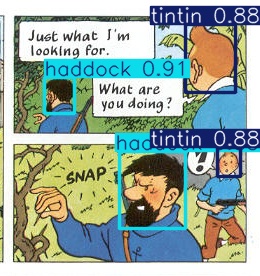 tintin 0.88
Just what I'm
looking for.
haddock 0.91
What are
you doing?
tintin 0.88
SNAP
!